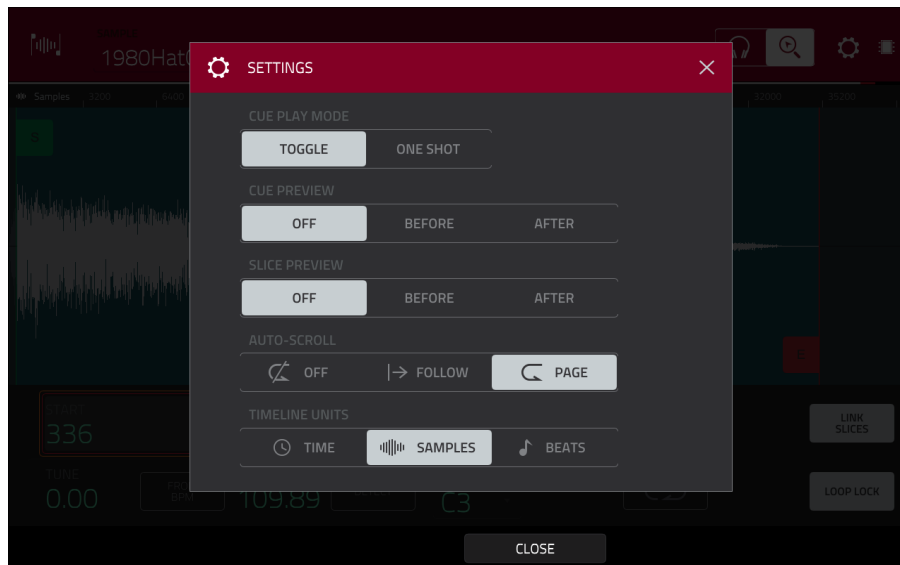 1980Hat
SETTINGS
Samples 3200 6400 32000 35200
CUE PLAY MODE
S
TOGGLE ONE SHOT
CUE PREVIEW
OFF BEFORE AFTER
SLICE PREVIEW
OFF BEFORE AFTER
AUTO-SCROLL
E
OFF FOLLOW PAGE
START
TIMELINE UNITS
LINK
SLICES
336
TIME SAMPLES BEATS
TUNE
0.00
109.89
C3
LOOP LOCK
CLOSE